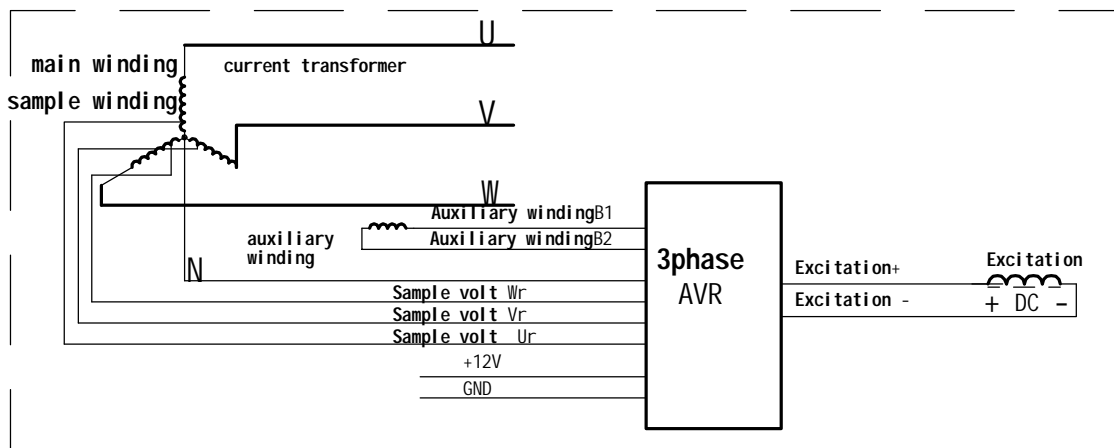 U
main winding
current transformer
sample winding
V
W
Auxiliary windingB1
auxiliary
winding
Auxiliary windingB2
N
3phase
AVR
Excitation+
Excitation
Excitation -
+ DC -
Sample volt Wr
Sample volt Vr
Sample volt Ur
+12V
GND